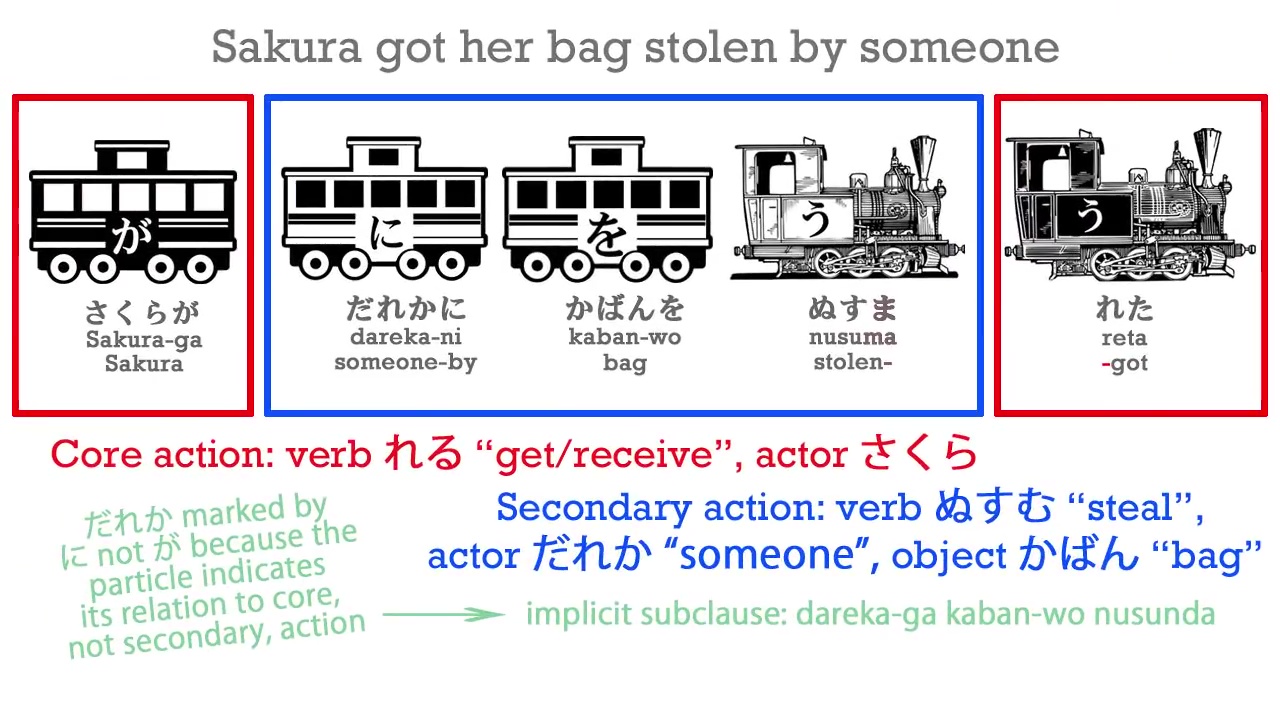 Sakura got her bag stolen by someone
が に を う う
さくらが だれかに かばんを ぬすま れた
Sakura-ga dareka-ni kaban-wo nusuma reta
Sakura someone-by bag stolen- -got
Core action: verb れる “get/receive”, actor さくら
Secondary action: verb ぬすむ “steal”,
actor だれか “someone”, object かばん “bag”
だれか marked by
に not が because the
particle indicates
its relation to core,
not secondary, action
implicit subclause: dareka-ga kaban-wo nusunda